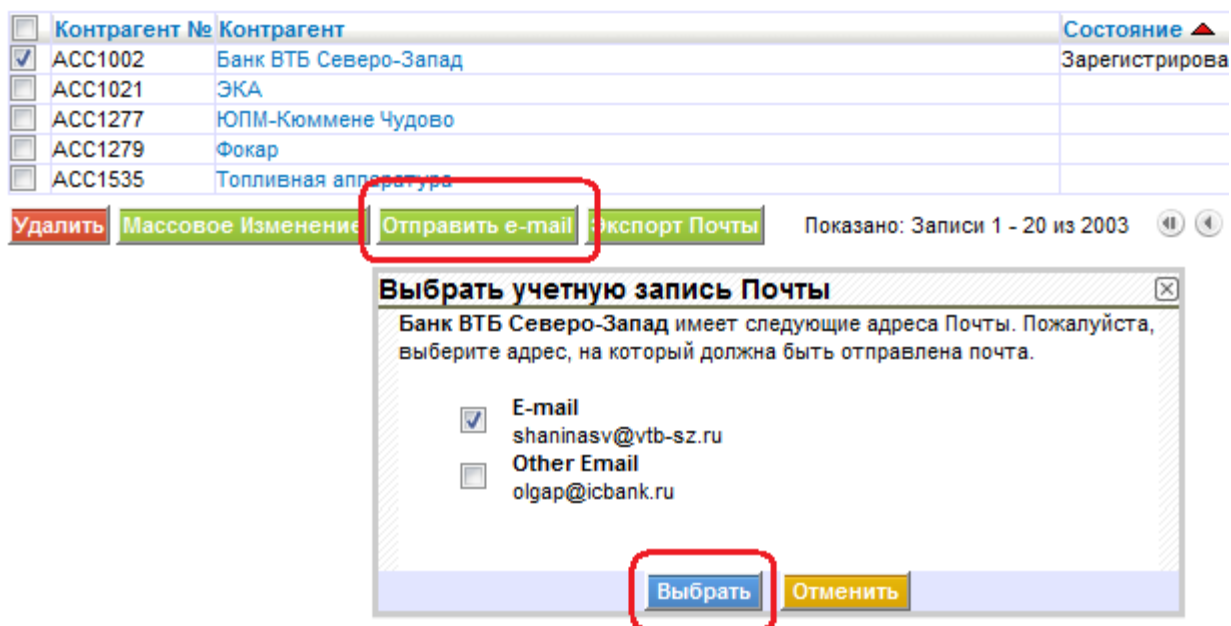 Контрагент № Контрагент Состояние
ACC1002 Банк ВТБ Северо-Запад Зарегистрирова
ACC1021 ЭКА
ACC1277 ЮПМ-Кюммене Чудово
ACC1279 Фокар
ACC1535 Топливная аппаратура
Удалить Массовое Изменение Отправить e-mail Экспорт Почты Показано: Записи 1 - 20 из 2003
Выбрать учетную запись Почты
Банк ВТБ Северо-Запад имеет следующие адреса Почты. Пожалуйста,
выберите адрес, на который должна быть отправлена почта.
E-mail
shaninasv@vtb-sz.ru
Other Email
olgap@icbank.ru
Выбрать Отменить